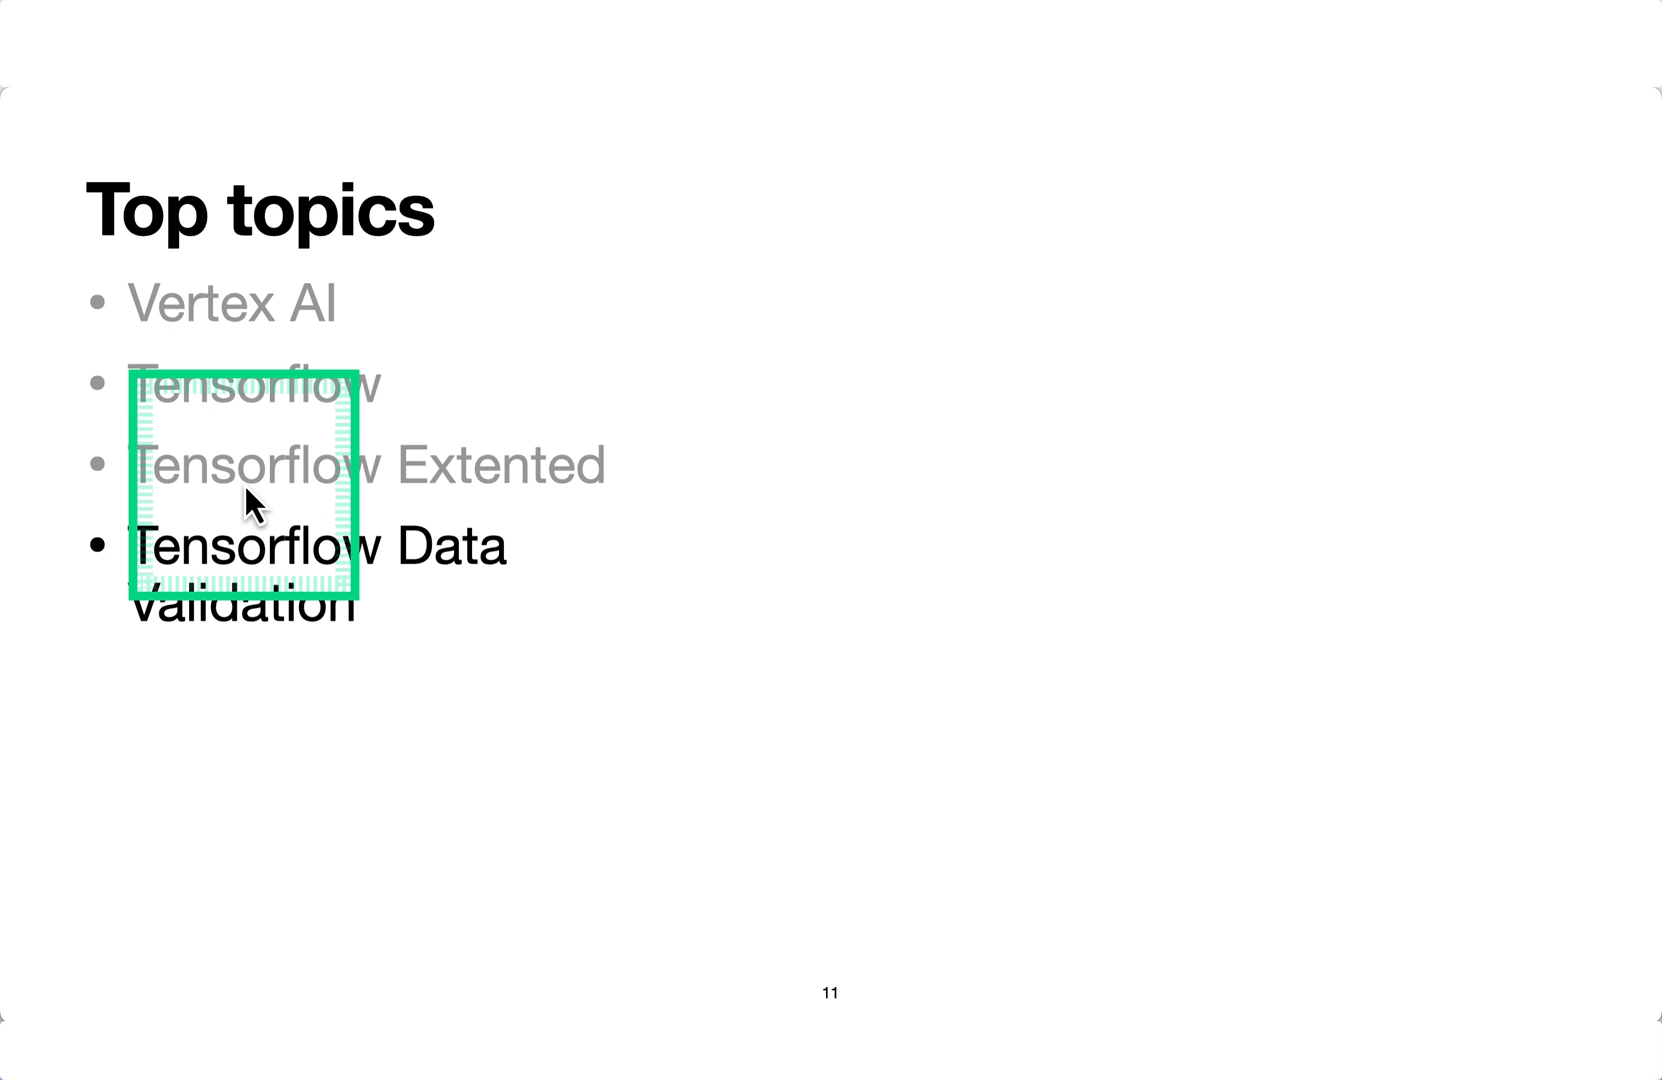 Top topics
• Vertex AI
• Tensorflow
• Tensorflow Extented
• Tensorflow Data
Validation
11